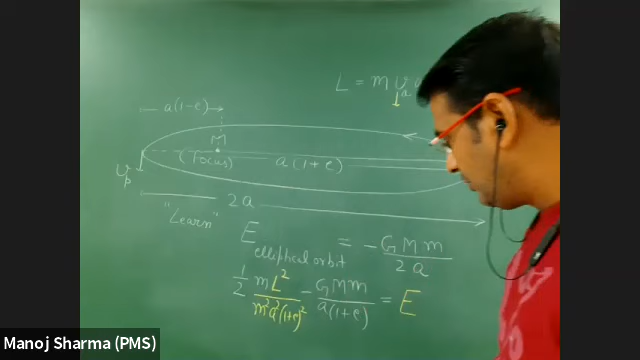 L = m v_a
a(1-e)
M
(focus)
a(1+e)
v_p
2a
"Learn"
E elliptical orbit = - GMm / 2a
1/2 mL² / m²a²(1+e)² - GMm / a(1+e) = E
Manoj Sharma (PMS)